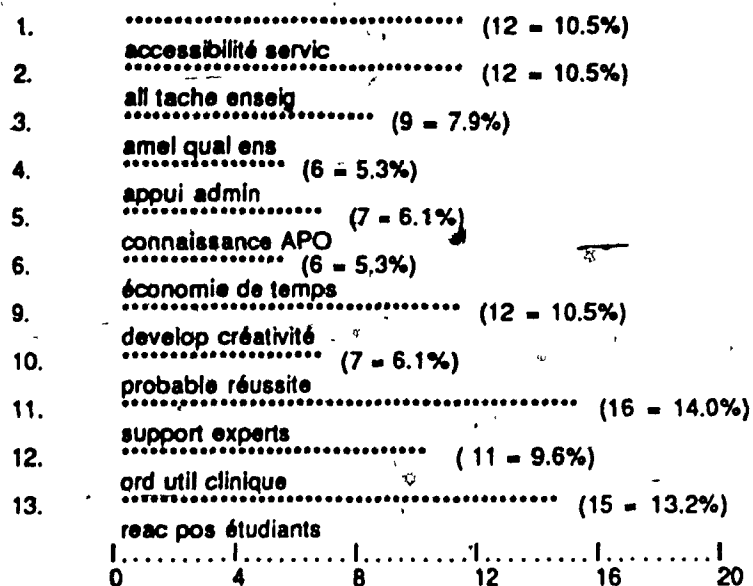 1. •••••••••••••••••••••••••••••••• (12 = 10.5%)
accessibilité servic
2. •••••••••••••••••••••••••••••••• (12 = 10.5%)
all tache enseig
3. •••••••••••••••••••••••• (9 = 7.9%)
amel qual ens
4. •••••••••••••••• (6 = 5.3%)
appui admin
5. ••••••••••••••••••• (7 = 6.1%)
connaissance APO
6. •••••••••••••••• (6 = 5,3%)
économie de temps
9. •••••••••••••••••••••••••••••••• (12 = 10.5%)
develop créativité
10. ••••••••••••••••••• (7 = 6.1%)
probable réussite
11. ••••••••••••••••••••••••••••••••••••••••••• (16 = 14.0%)
support experts
12. ••••••••••••••••••••••••••••• ( 11 = 9.6%)
ord util clinique
13. •••••••••••••••••••••••••••••••••••••••• (15 = 13.2%)
reac pos étudiants
I.........I.........I.........I.........I.........I
0 4 8 12 16 20